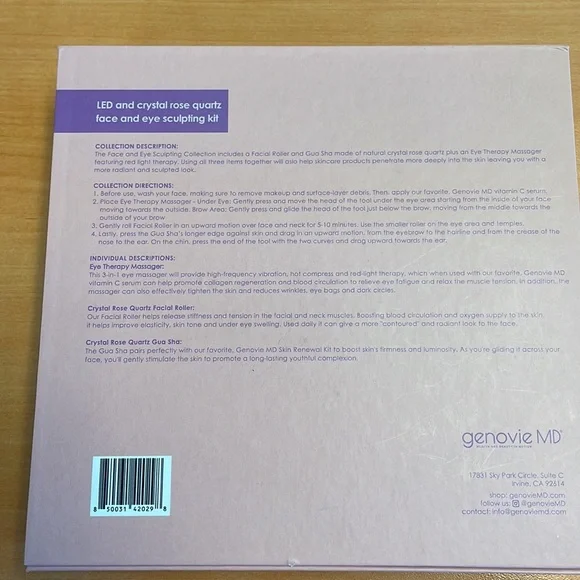 LED and crystal rose quartz
face and eye sculpting kit
COLLECTION DESCRIPTION:
The Face and Eye Sculpting Collection includes a Facial Roller and Gua Sha made of natural crystal rose quartz plus an Eye Therapy Massager
featuring red light therapy. Using all three items together will also help skincare products penetrate more deeply into the skin leaving you with a
more radiant and sculpted look.
COLLECTION DIRECTIONS:
1. Before use, wash your face, making sure to remove makeup and surface-layer debris. Then, apply our favorite, Genovie MD vitamin C serum.
2. Place Eye Therapy Massager - Under Eye: Gently press and move the head of the tool under the eye area starting from the inside of your face
moving towards the outside. Brow Area: Gently press and glide the head of the tool just below the brow, moving from the middle towards the
outside of your brow.
3. Gently roll Facial Roller in an upward motion over face and neck for 5-10 minutes. Use the smaller roller on the eye area and temples.
4. Lastly, press the Gua Sha's longer edge against skin and drag in an upward motion, from the eyebrow to the hairline and from the crease of the
nose to the ear. On the chin, press the end of the tool with the two curves and drag upward towards the ear.
INDIVIDUAL DESCRIPTIONS:
Eye Therapy Massager:
This 3-in-1 eye massager will provide high-frequency vibration, hot compress and red-light therapy, which when used with our favorite, Genovie MD
vitamin C serum can help promote collagen regeneration and blood circulation to relieve eye fatigue and relax the muscle tension. In addition, the
massager can also effectively tighten the skin and reduces wrinkles, eye bags and dark circles.
Crystal Rose Quartz Facial Roller:
Our Facial Roller helps release stiffness and tension in the facial and neck muscles. Boosting blood circulation and oxygen supply to the skin
it helps improve elasticity, skin tone and under eye swelling. Used daily it can give a more "contoured" and radiant look to the face.
Crystal Rose Quartz Gua Sha:
The Gua Sha pairs perfectly with our favorite, Genovie MD Skin Renewal Kit to boost skin's firmness and luminosity. As you're gliding it across your
face, you'll gently stimulate the skin to promote a long-lasting youthful complexion.
genovie MD®
17831 Sky Park Circle, Suite C
Irvine, CA 92614
shop: genovieMD.com
follow us: @genovieMD
contact: info@genoviemd.com
8 50031 42029 8